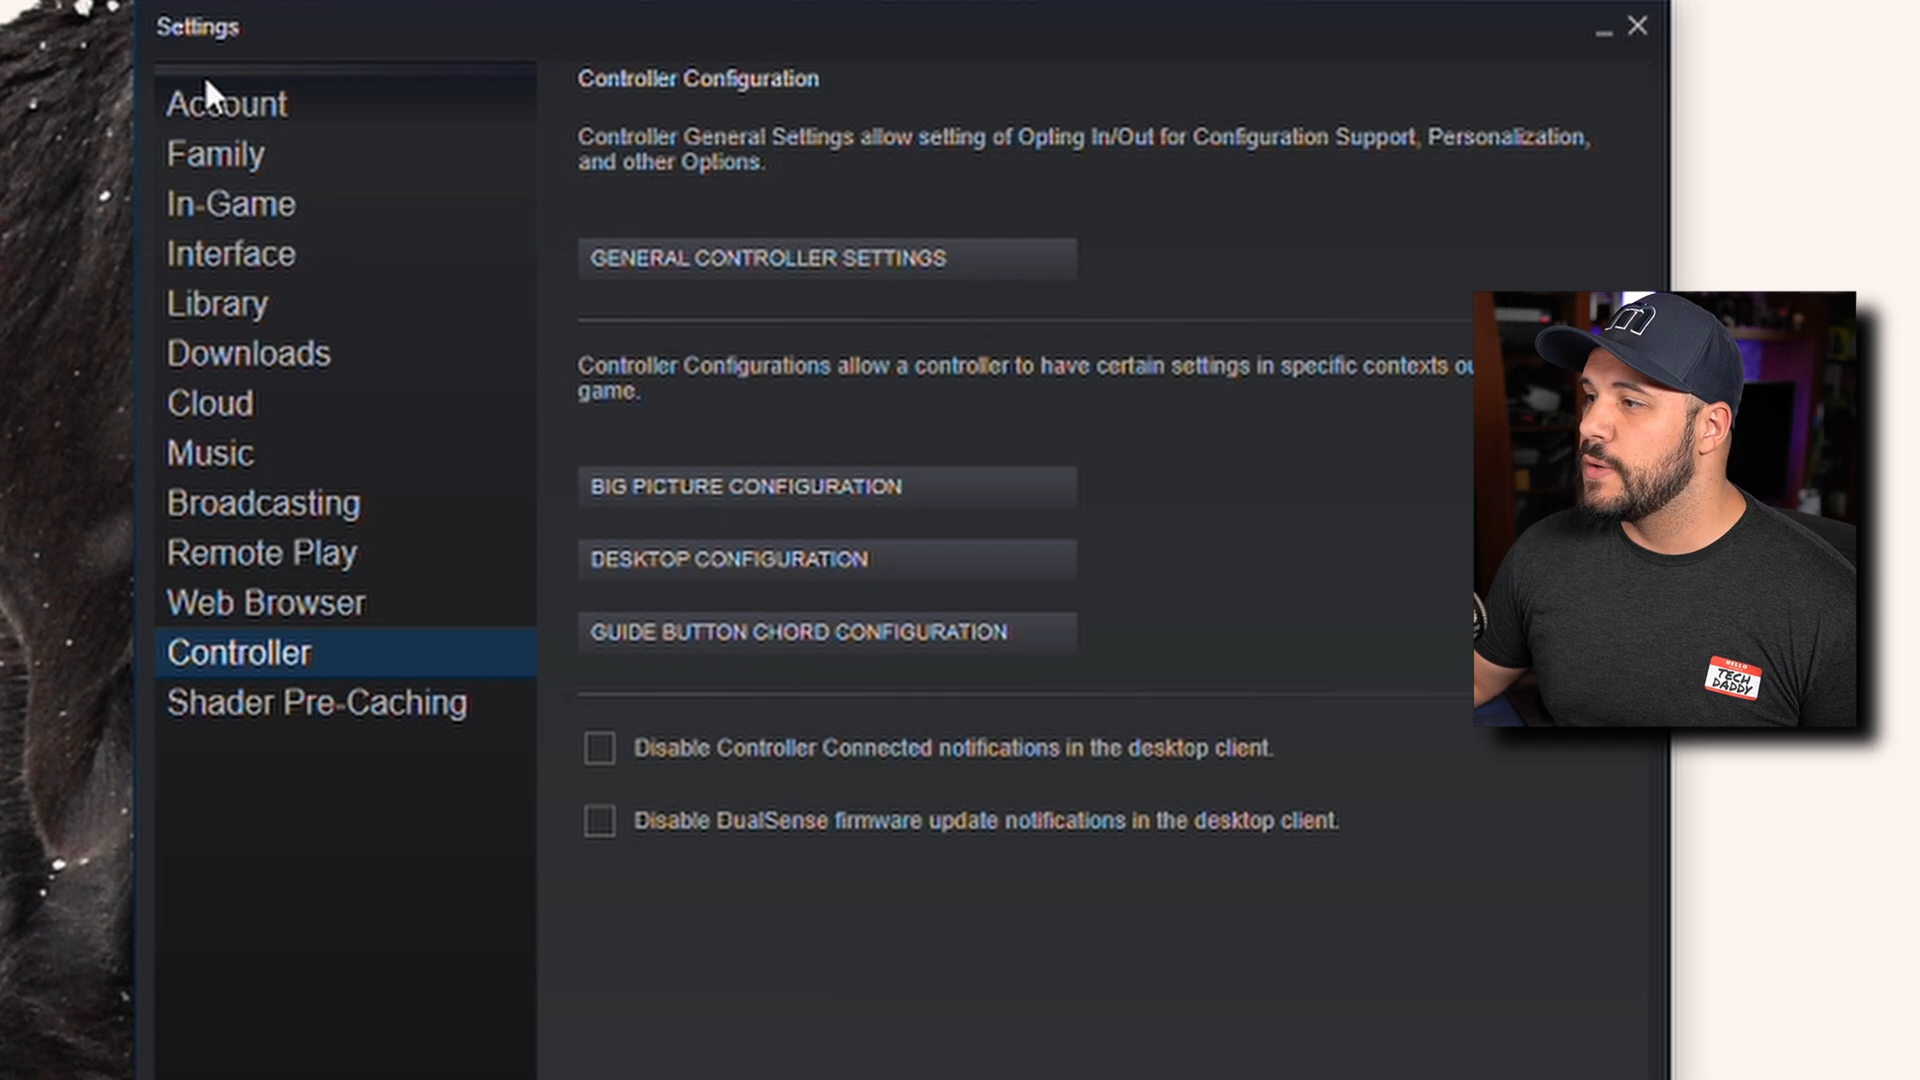 Settings
Account
Family
In-Game
Interface
Library
Downloads
Cloud
Music
Broadcasting
Remote Play
Web Browser
Controller
Shader Pre-Caching
Controller Configuration
Controller General Settings allow setting of Opting In/Out for Configuration Support, Personalization,
and other Options.
GENERAL CONTROLLER SETTINGS
Controller Configurations allow a controller to have certain settings in specific contexts
game.
BIG PICTURE CONFIGURATION
DESKTOP CONFIGURATION
GUIDE BUTTON CHORD CONFIGURATION
Disable Controller Connected notifications in the desktop client.
Disable DualSense firmware update notifications in the desktop client.
HELLO
TECH
DADDY